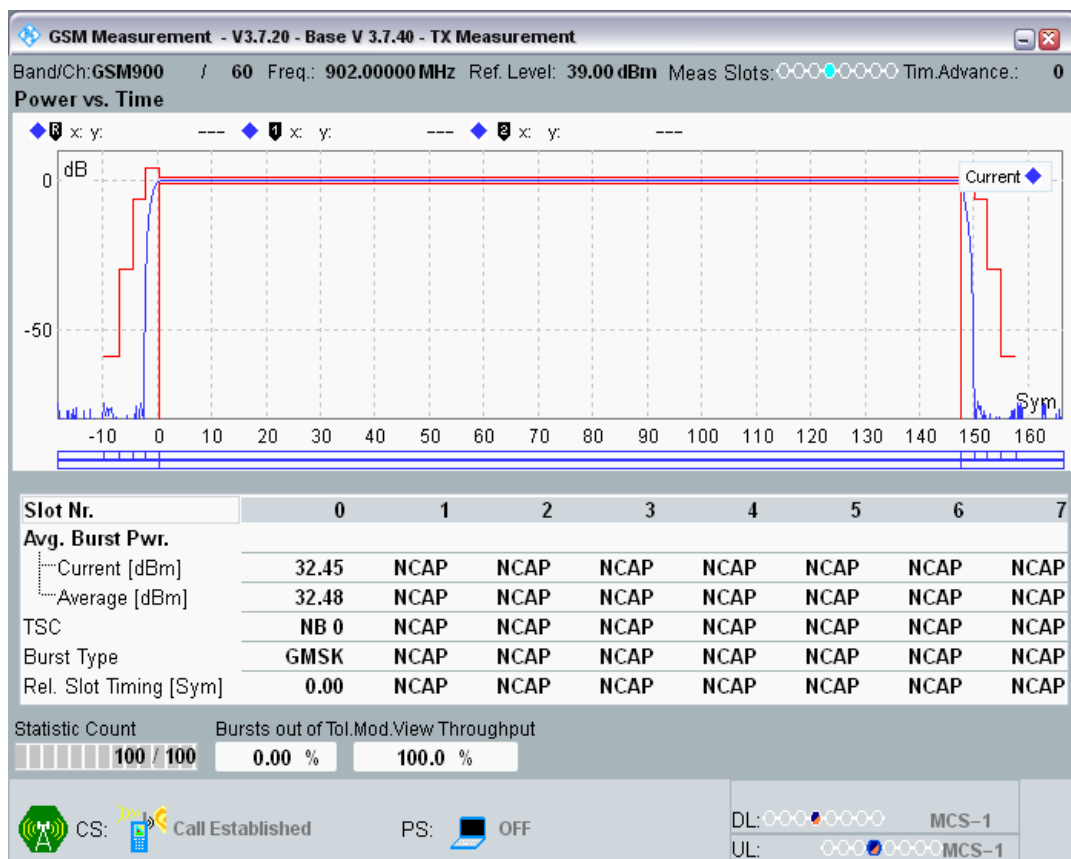 GSM Measurement - V3.7.20 - Base V 3.7.40 - TX Measurement
Band/Ch:GSM900 / 60 Freq.: 902.00000 MHz Ref. Level: 39.00 dBm Meas Slots: Tim.Advance.: 0
Power vs. Time
R x: y: --- 1 x: y: --- 2 x: y: ---
dB
Current
0
-50
Sym
-10 0 10 20 30 40 50 60 70 80 90 100 110 120 130 140 150 160
Slot Nr. 0 1 2 3 4 5 6 7
Avg. Burst Pwr.
Current [dBm] 32.45 NCAP NCAP NCAP NCAP NCAP NCAP NCAP
Average [dBm] 32.48 NCAP NCAP NCAP NCAP NCAP NCAP NCAP
TSC NB 0 NCAP NCAP NCAP NCAP NCAP NCAP NCAP
Burst Type GMSK NCAP NCAP NCAP NCAP NCAP NCAP NCAP
Rel. Slot Timing [Sym] 0.00 NCAP NCAP NCAP NCAP NCAP NCAP NCAP
Statistic Count Bursts out of Tol. Mod.View Throughput
100 / 100 0.00 % 100.0 %
CS: Call Established PS: OFF DL: MCS-1
UL: MCS-1